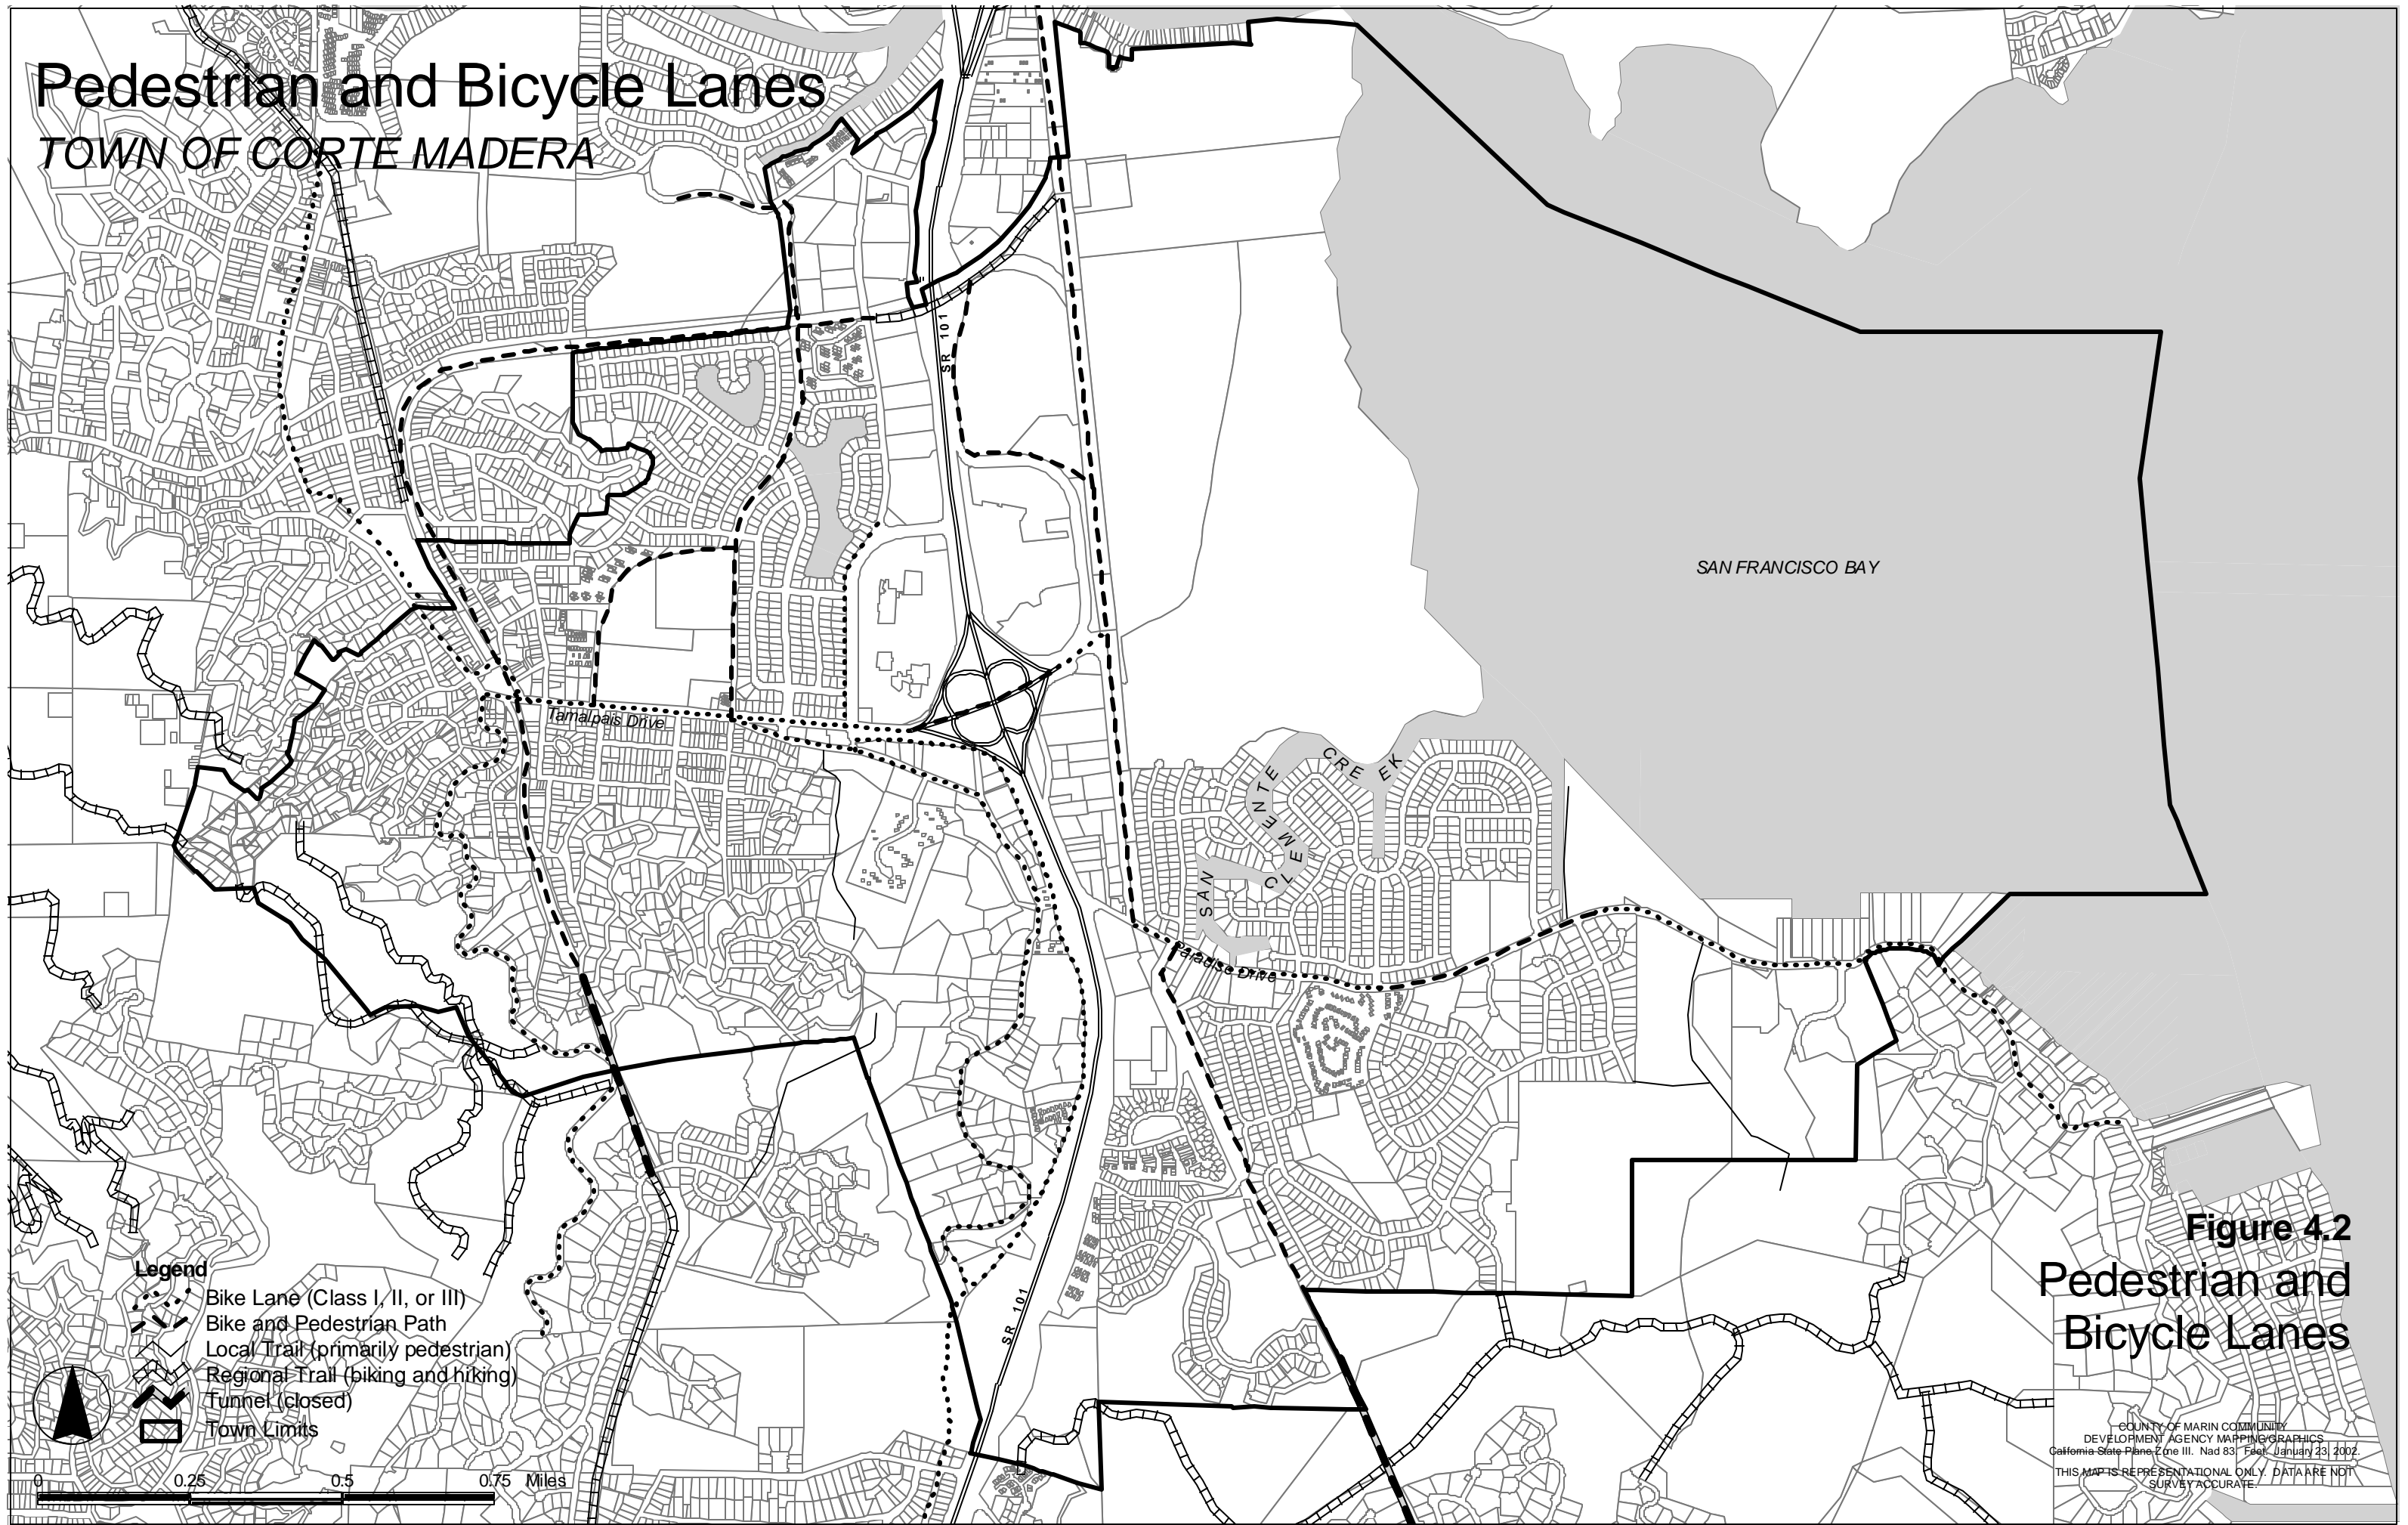 Pedestrian and Bicycle Lanes
TOWN OF CORTE MADERA
SR 101
SAN FRANCISCO BAY
Tamalpais Drive
SAN CLEMENTE CREEK
Paradise Drive
SR 101
Figure 4.2
Pedestrian and
Bicycle Lanes
Legend
Bike Lane (Class I, II, or III)
Bike and Pedestrian Path
Local Trail (primarily pedestrian)
Regional Trail (biking and hiking)
Tunnel (closed)
Town Limits
0 0.25 0.5 0.75 Miles
COUNTY OF MARIN COMMUNITY
DEVELOPMENT AGENCY MAPPING/GRAPHICS
California State Plane Zone III. Nad 83. Feet. January 23, 2002.
THIS MAP IS REPRESENTATIONAL ONLY. DATA ARE NOT
SURVEY ACCURATE.